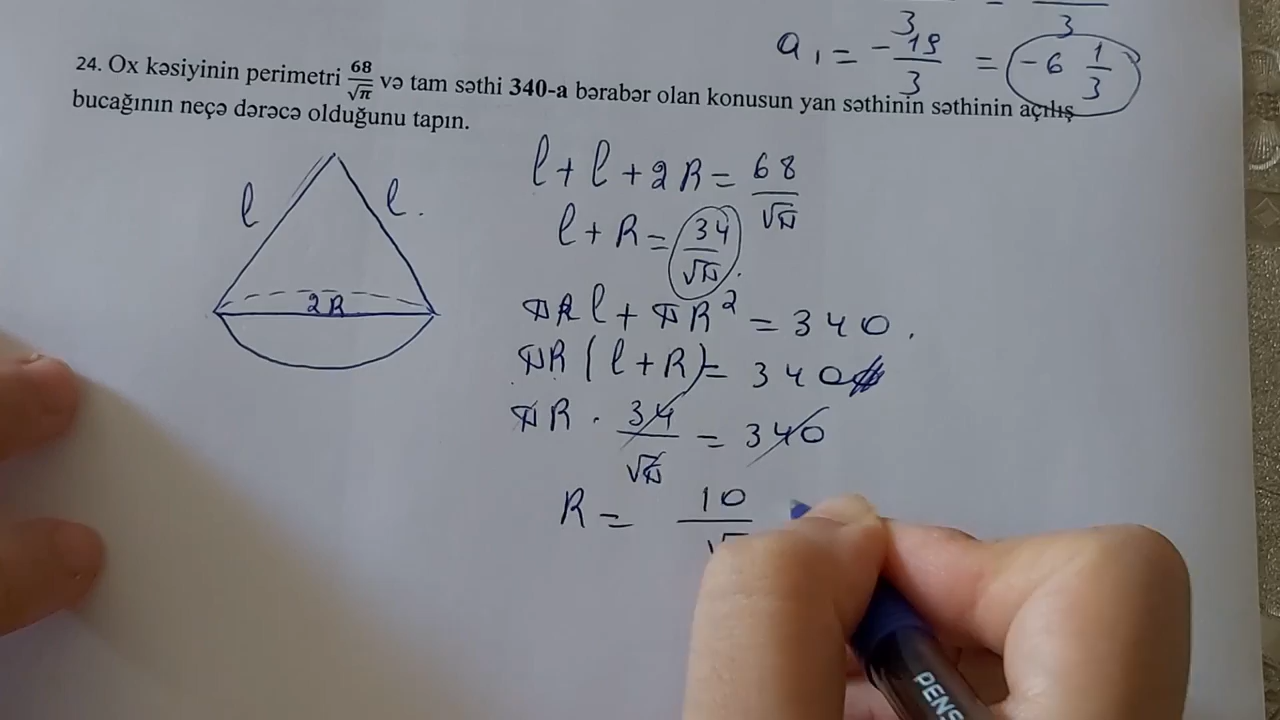 3
a₁ = - 19/3 = -6 1/3
24. Ox kəsiyinin perimetri 68/√π və tam səthi 340-a bərabər olan konusun yan səthinin səthinin açılış
bucağının neçə dərəcə olduğunu tapın.
l + l + 2R = 68/√π
l l.
l + R = 34/√π.
2R
πRl + πR² = 340.
πR(l + R) = 340
πR · 34/√π = 340
R = 10/√
PENS